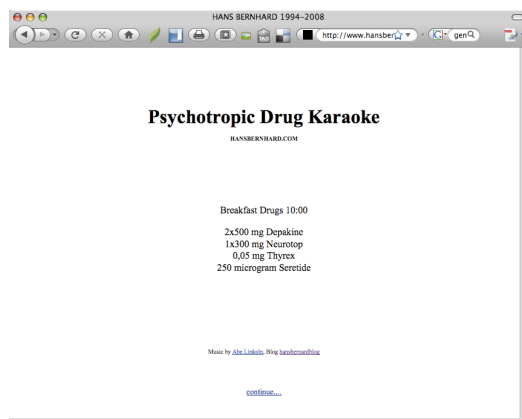 HANS BERNHARD 1994-2008
http://www.hansber
gen
Psychotropic Drug Karaoke
HANSBERNHARD.COM
Breakfast Drugs 10:00
2x500 mg Depakine
1x300 mg Neurotop
0,05 mg Thyrex
250 microgram Seretide
Music by Abe Linkoln, Blog hansbernardblog
continue....